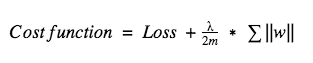 Cost function = Loss + λ/2m * ∑||w||